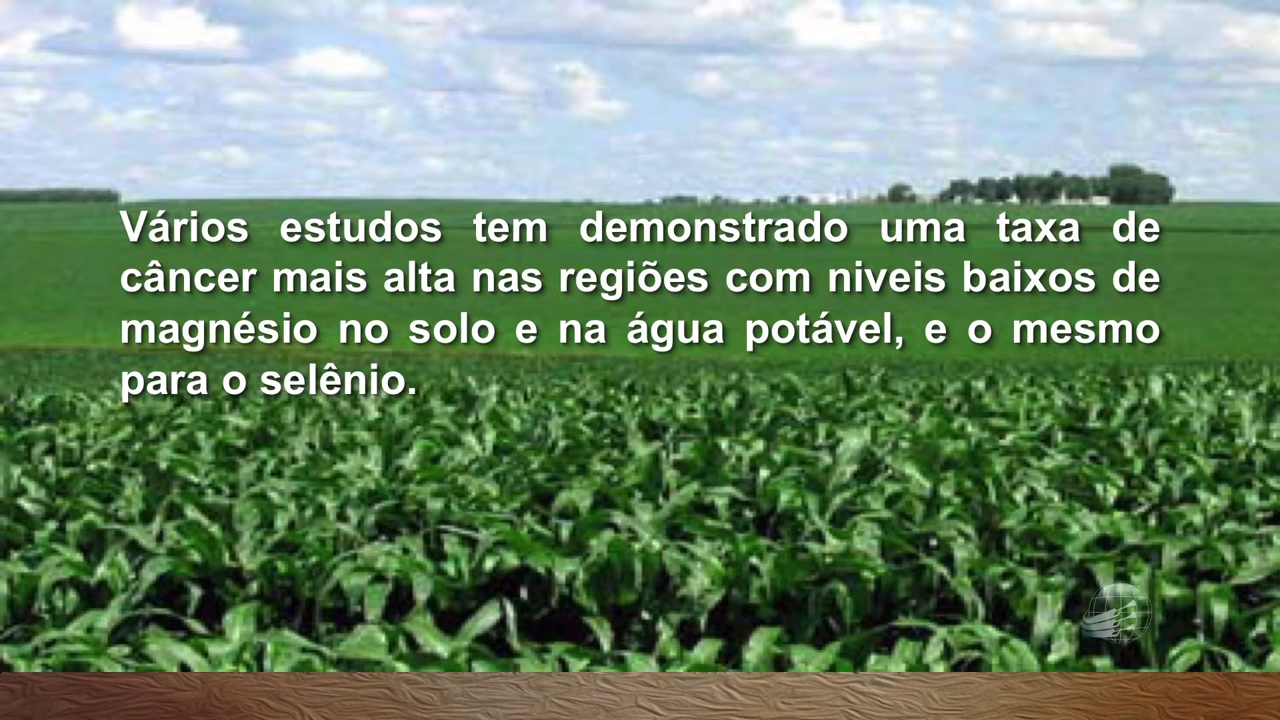 Vários estudos tem demonstrado uma taxa de
câncer mais alta nas regiões com niveis baixos de
magnésio no solo e na água potável, e o mesmo
para o selênio.